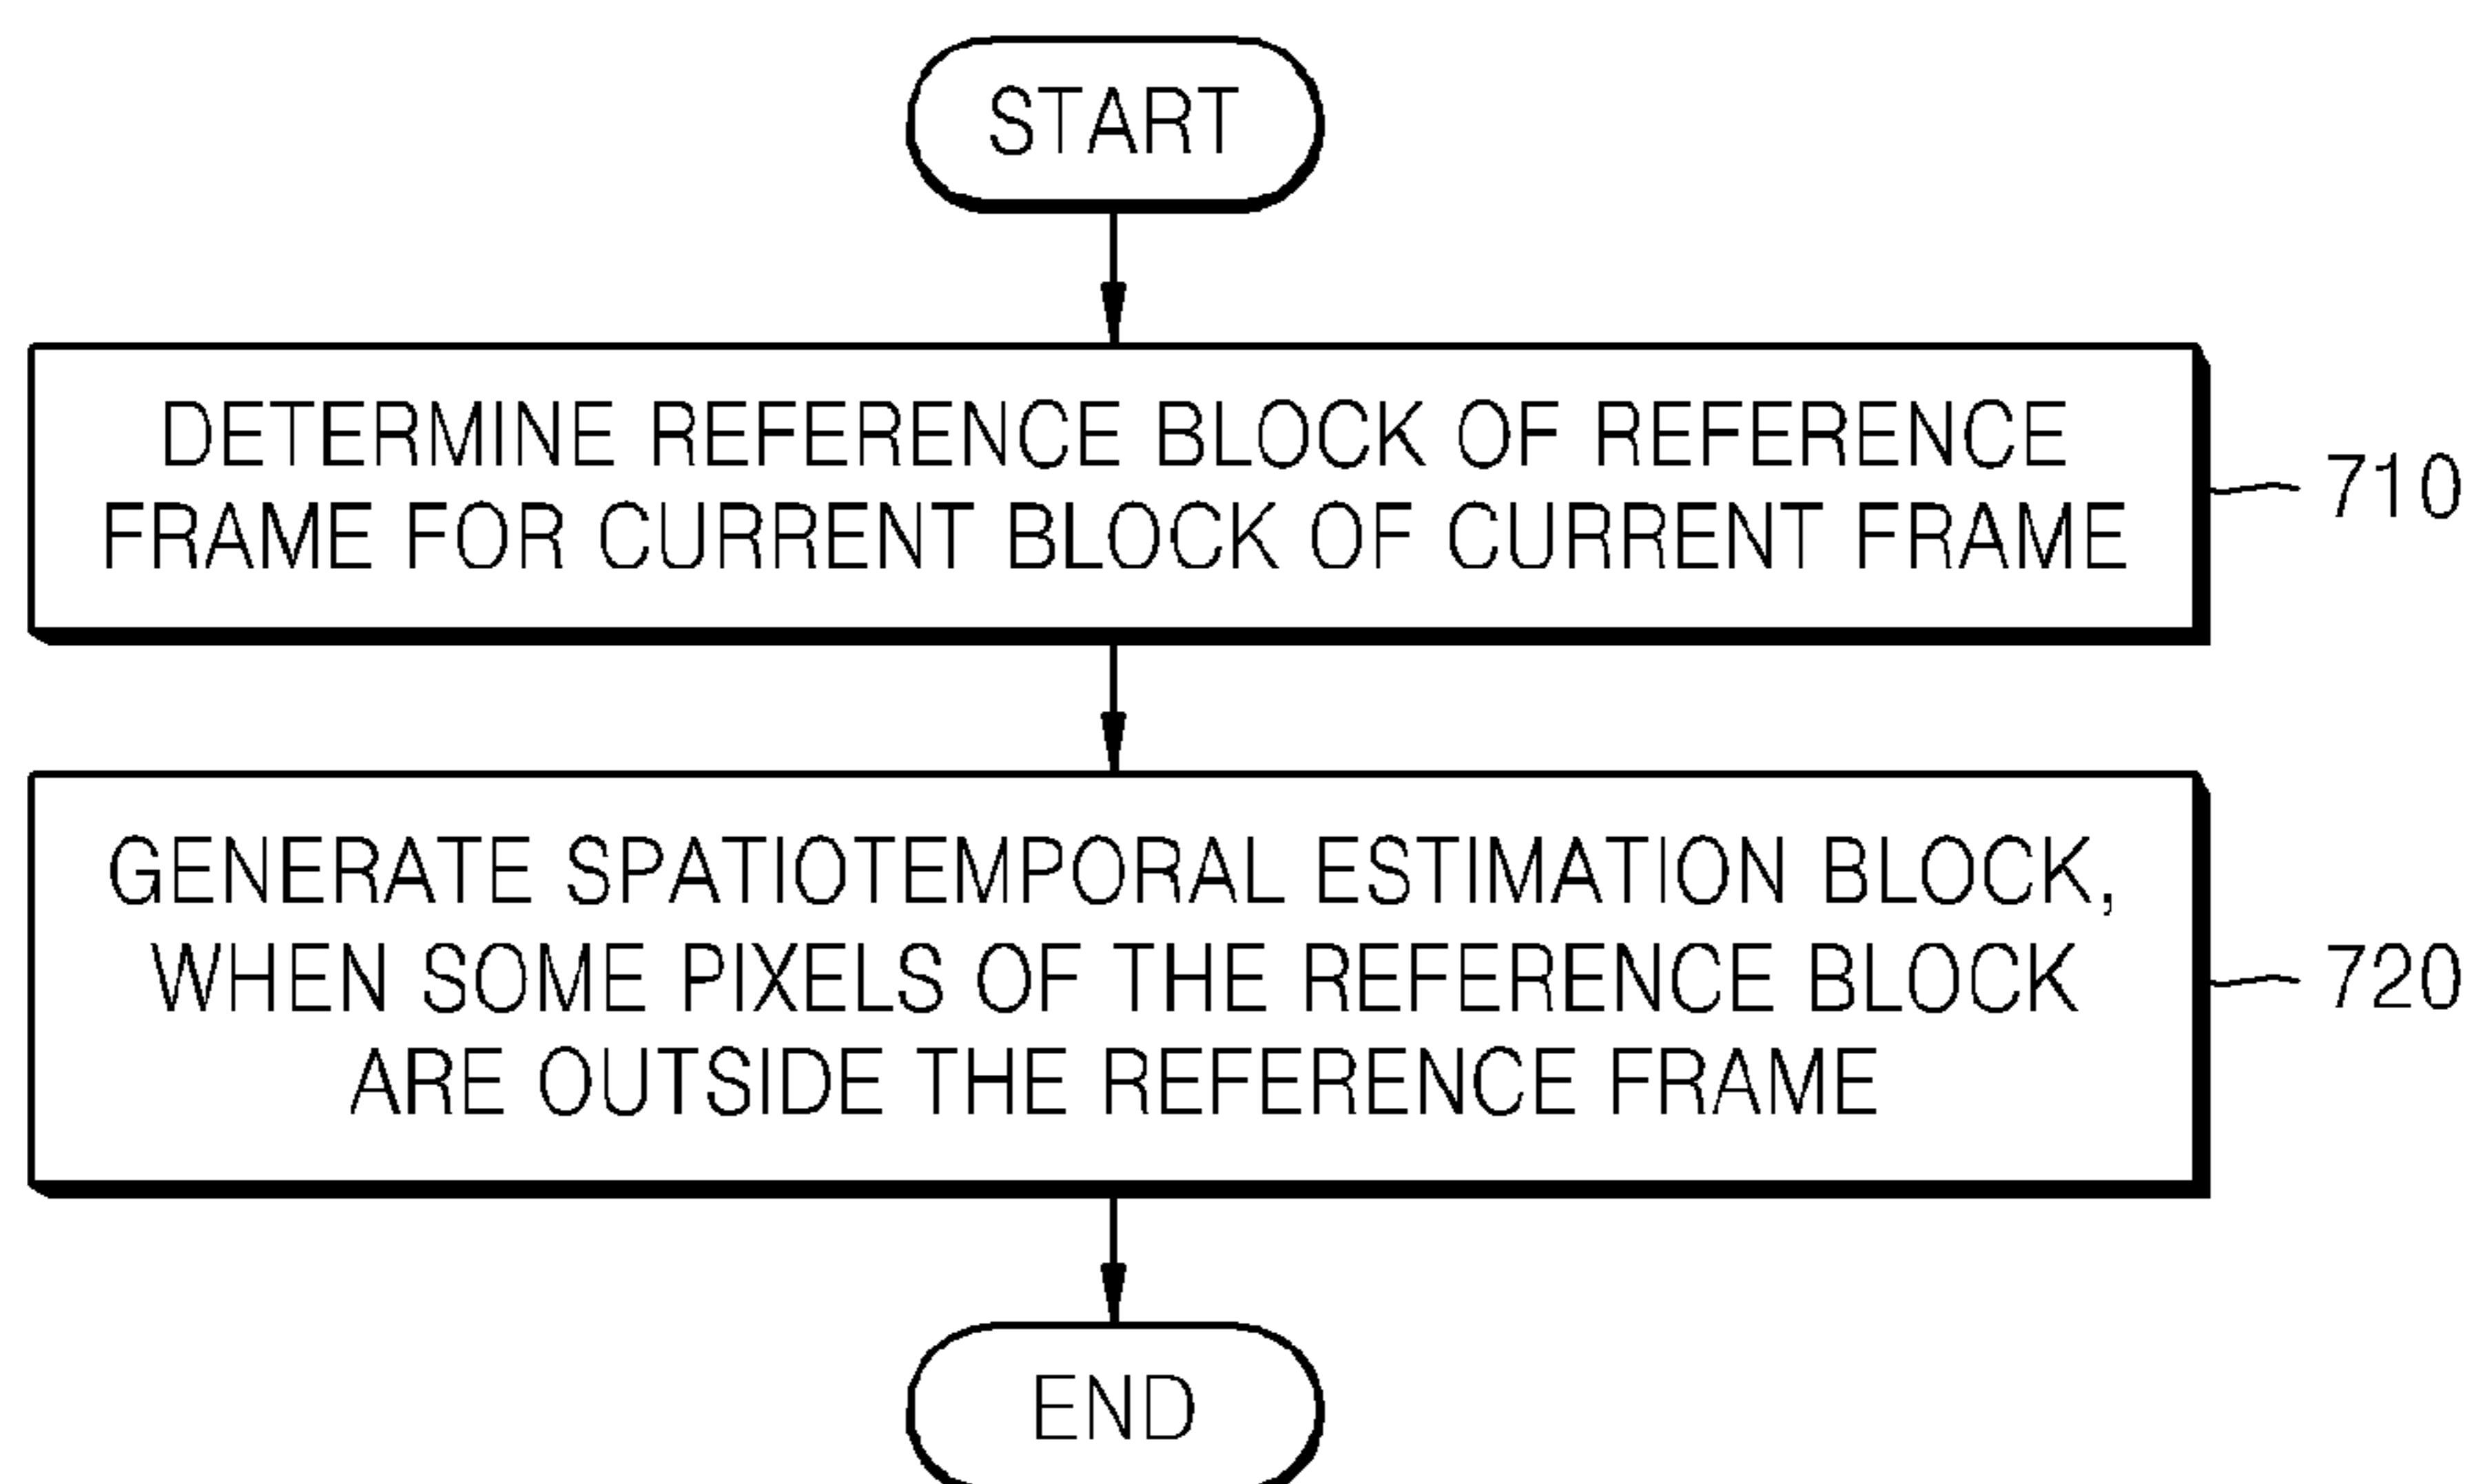 START
DETERMINE REFERENCE BLOCK OF REFERENCE
FRAME FOR CURRENT BLOCK OF CURRENT FRAME
710
GENERATE SPATIOTEMPORAL ESTIMATION BLOCK,
WHEN SOME PIXELS OF THE REFERENCE BLOCK
ARE OUTSIDE THE REFERENCE FRAME
720
END